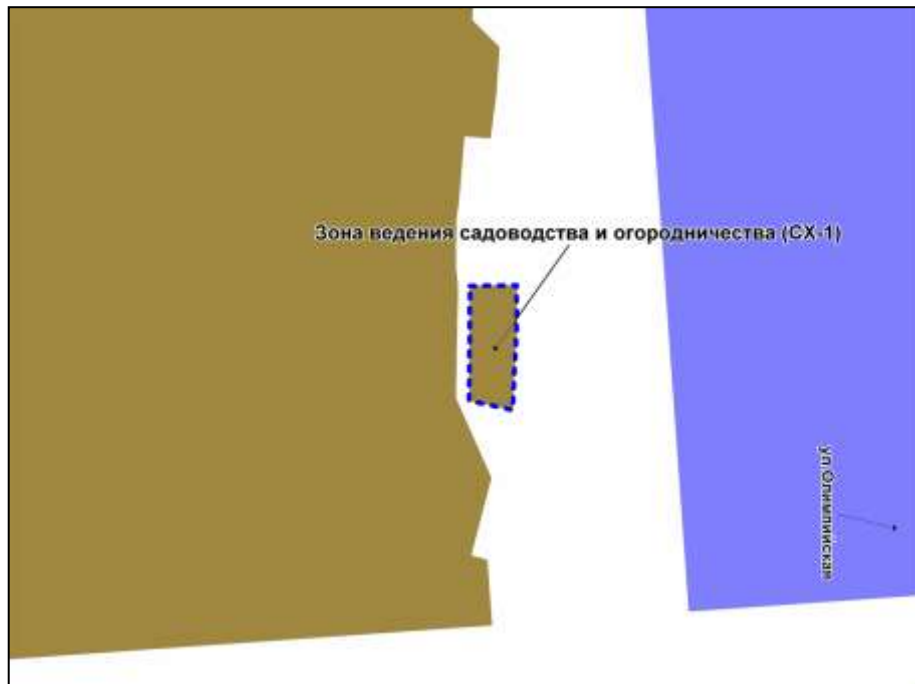 Зона ведения садоводства и огородничества (СХ-1)
ул.Олимпийская